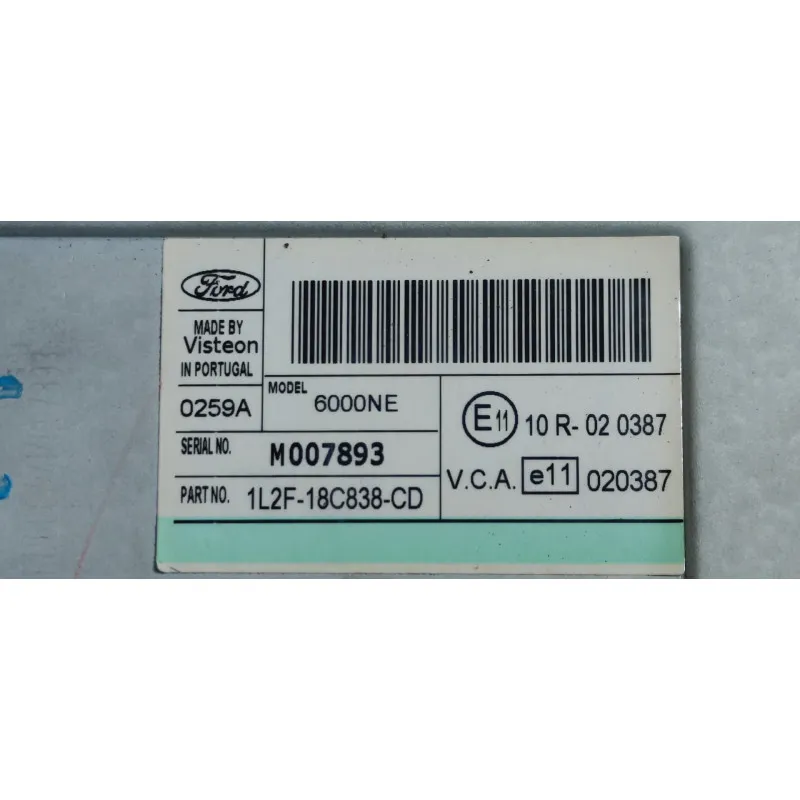 Ford
MADE BY
Visteon
IN PORTUGAL
0259A
MODEL
6000NE
SERIAL NO.
M007893
PART NO.
1L2F-18C838-CD
E11 10 R- 02 0387
V.C.A. e11 020387